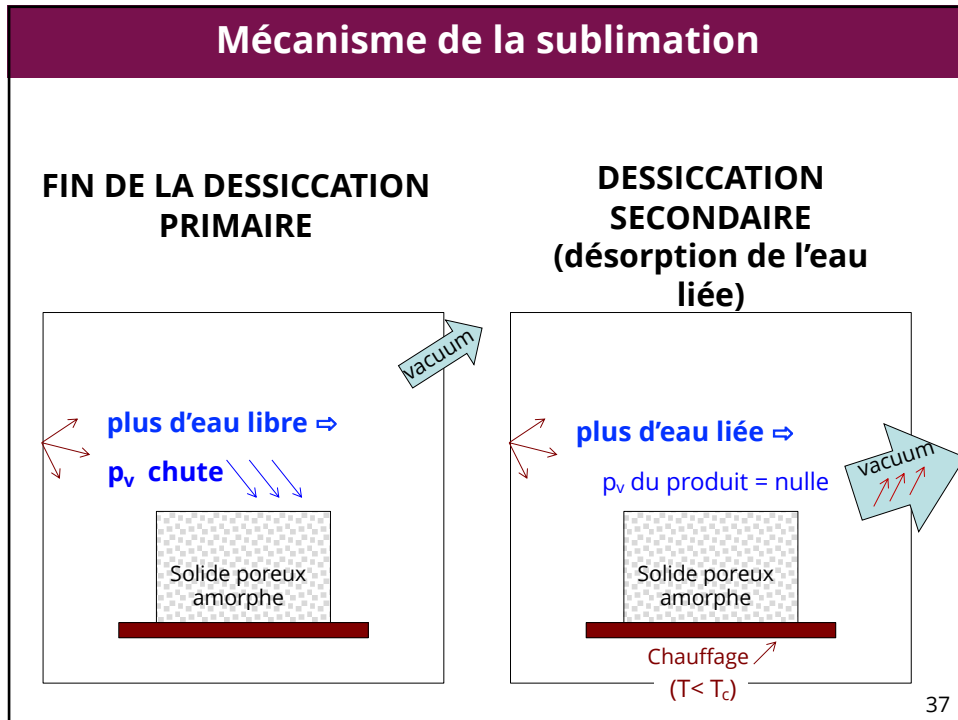 Mécanisme de la sublimation
FIN DE LA DESSICCATION
PRIMAIRE
vacuum
plus d'eau libre ⇨
pv chute
Solide poreux
amorphe
DESSICCATION
SECONDAIRE
(désorption de l'eau
liée)
plus d'eau liée ⇨
vacuum
pv du produit = nulle
Solide poreux
amorphe
Chauffage
(T< Tc)
37